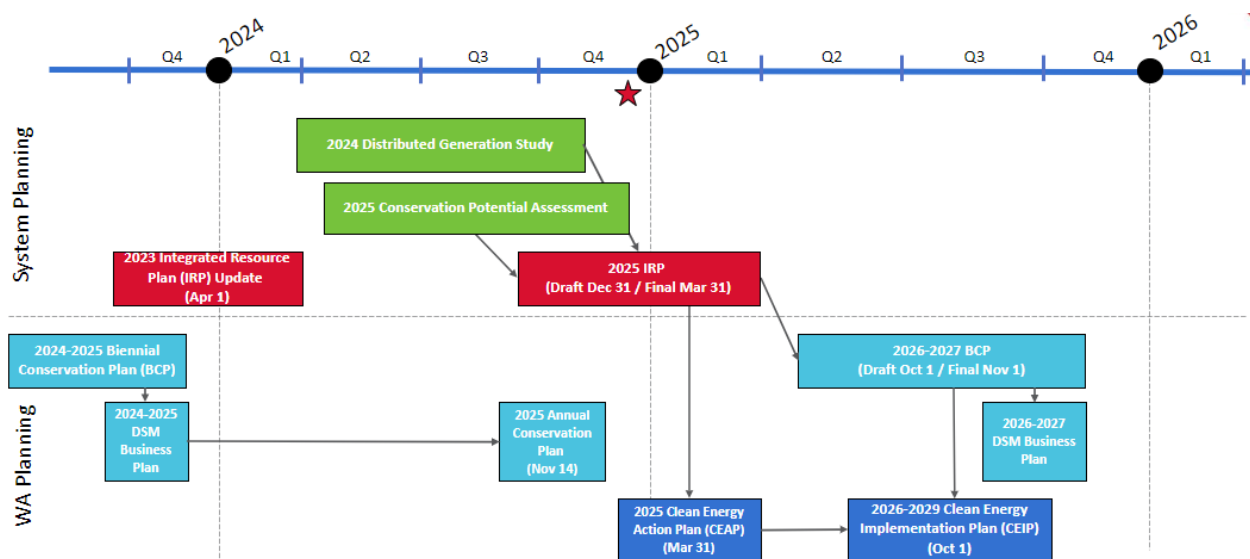 2024
2025
2026
Q4
Q1
Q2
Q3
Q4
Q1
Q2
Q3
Q4
Q1
System Planning
2024 Distributed Generation Study
2025 Conservation Potential Assessment
2023 Integrated Resource
Plan (IRP) Update
(Apr 1)
2025 IRP
(Draft Dec 31 / Final Mar 31)
WA Planning
2024-2025 Biennial
Conservation Plan (BCP)
2026-2027 BCP
(Draft Oct 1 / Final Nov 1)
2024-2025
DSM
Business
Plan
2025 Annual
Conservation
Plan
(Nov 14)
2026-2027
DSM Business
Plan
2025 Clean Energy
Action Plan (CEAP)
(Mar 31)
2026-2029 Clean Energy
Implementation Plan (CEIP)
(Oct 1)